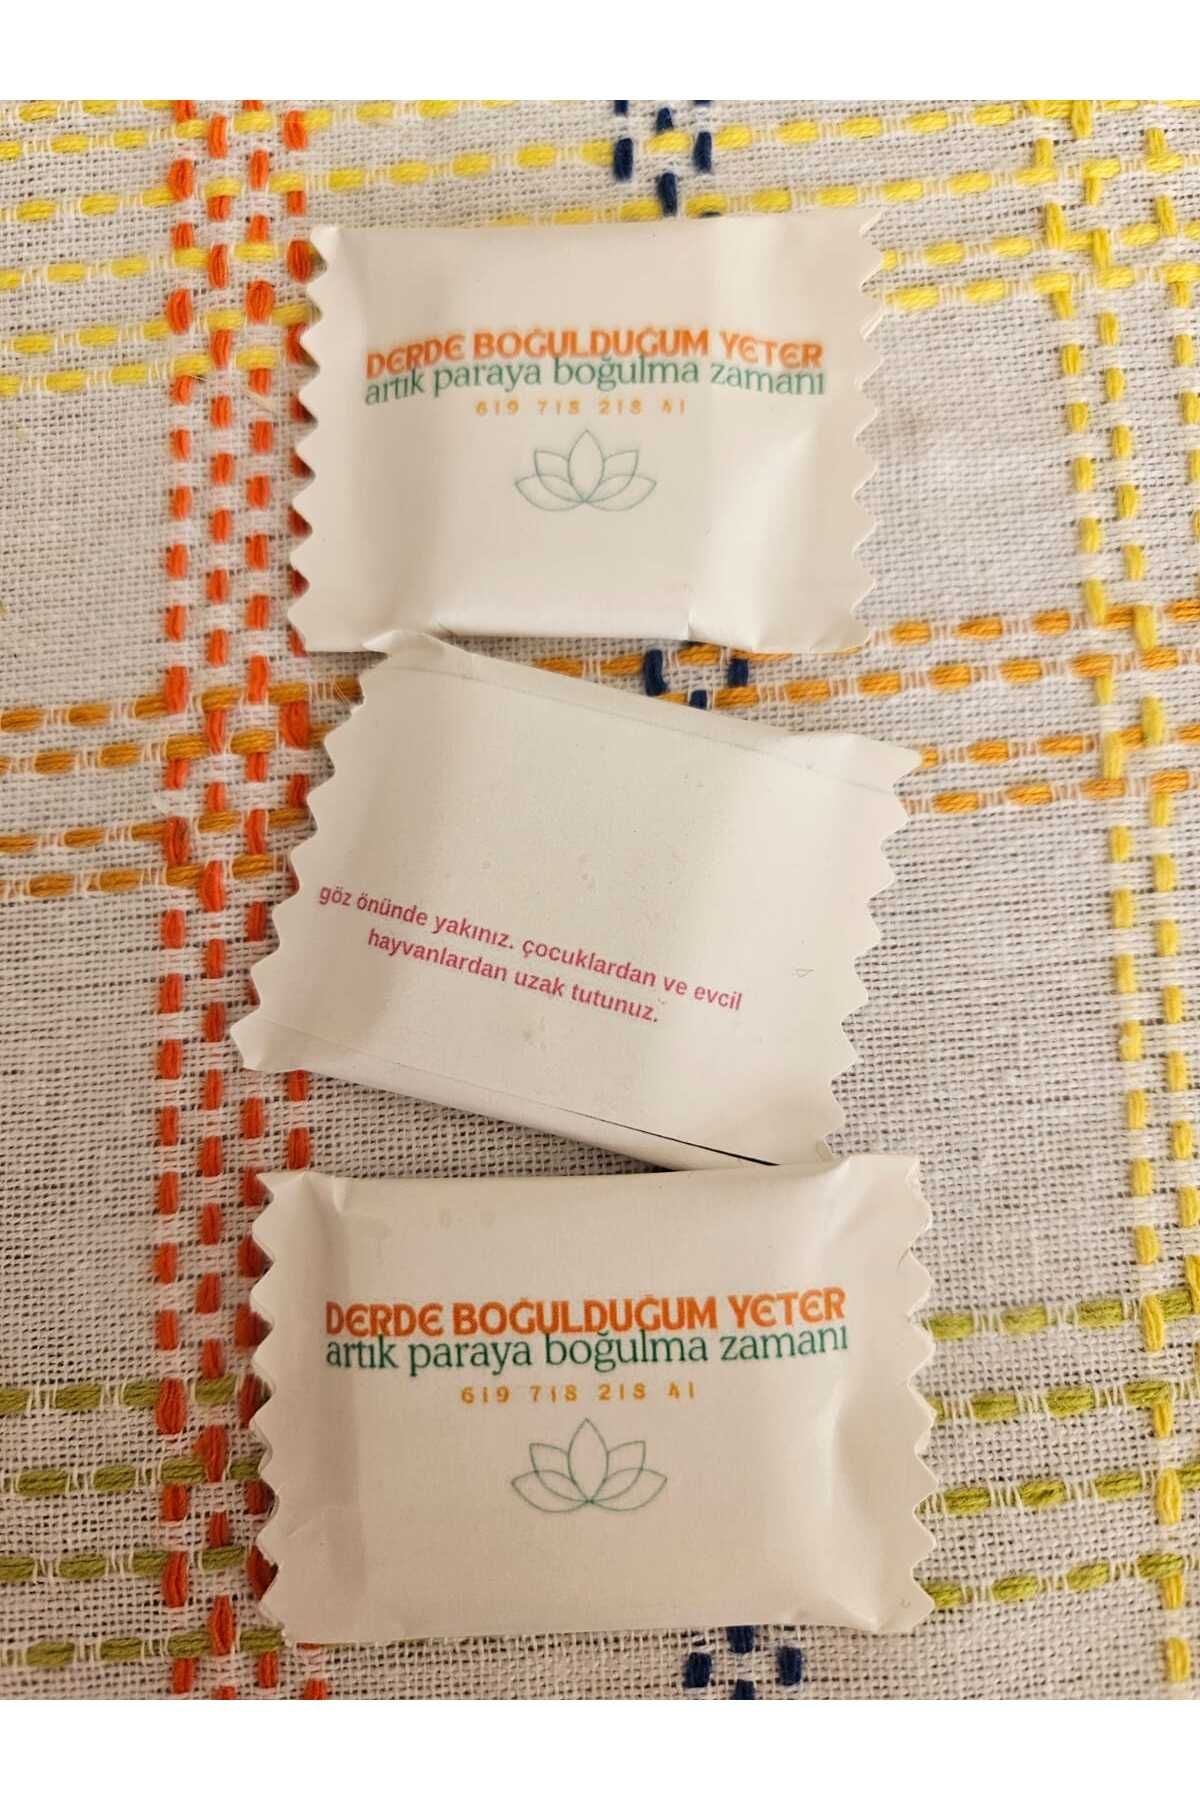 DERDE BOĞULDUĞUM YETER
artık paraya boğulma zamanı
619 718 218 41
göz önünde yakınız. çocuklardan ve evcil
hayvanlardan uzak tutunuz.
DERDE BOĞULDUĞUM YETER
artık paraya boğulma zamanı
619 718 218 41